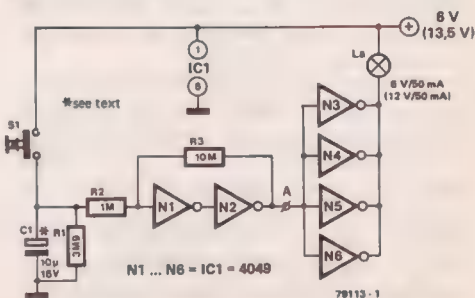 6 V
(13,5 V)
La
6 V/50 mA
(12 V/50 mA)
1
IC1
8
*see text
S1
R3
10M
R2
1M
N1
N2
A
N3
N4
N5
N6
C1
*
10µ
16V
R1
3M9
N1 ... N6 = IC1 = 4049
79113 - 1